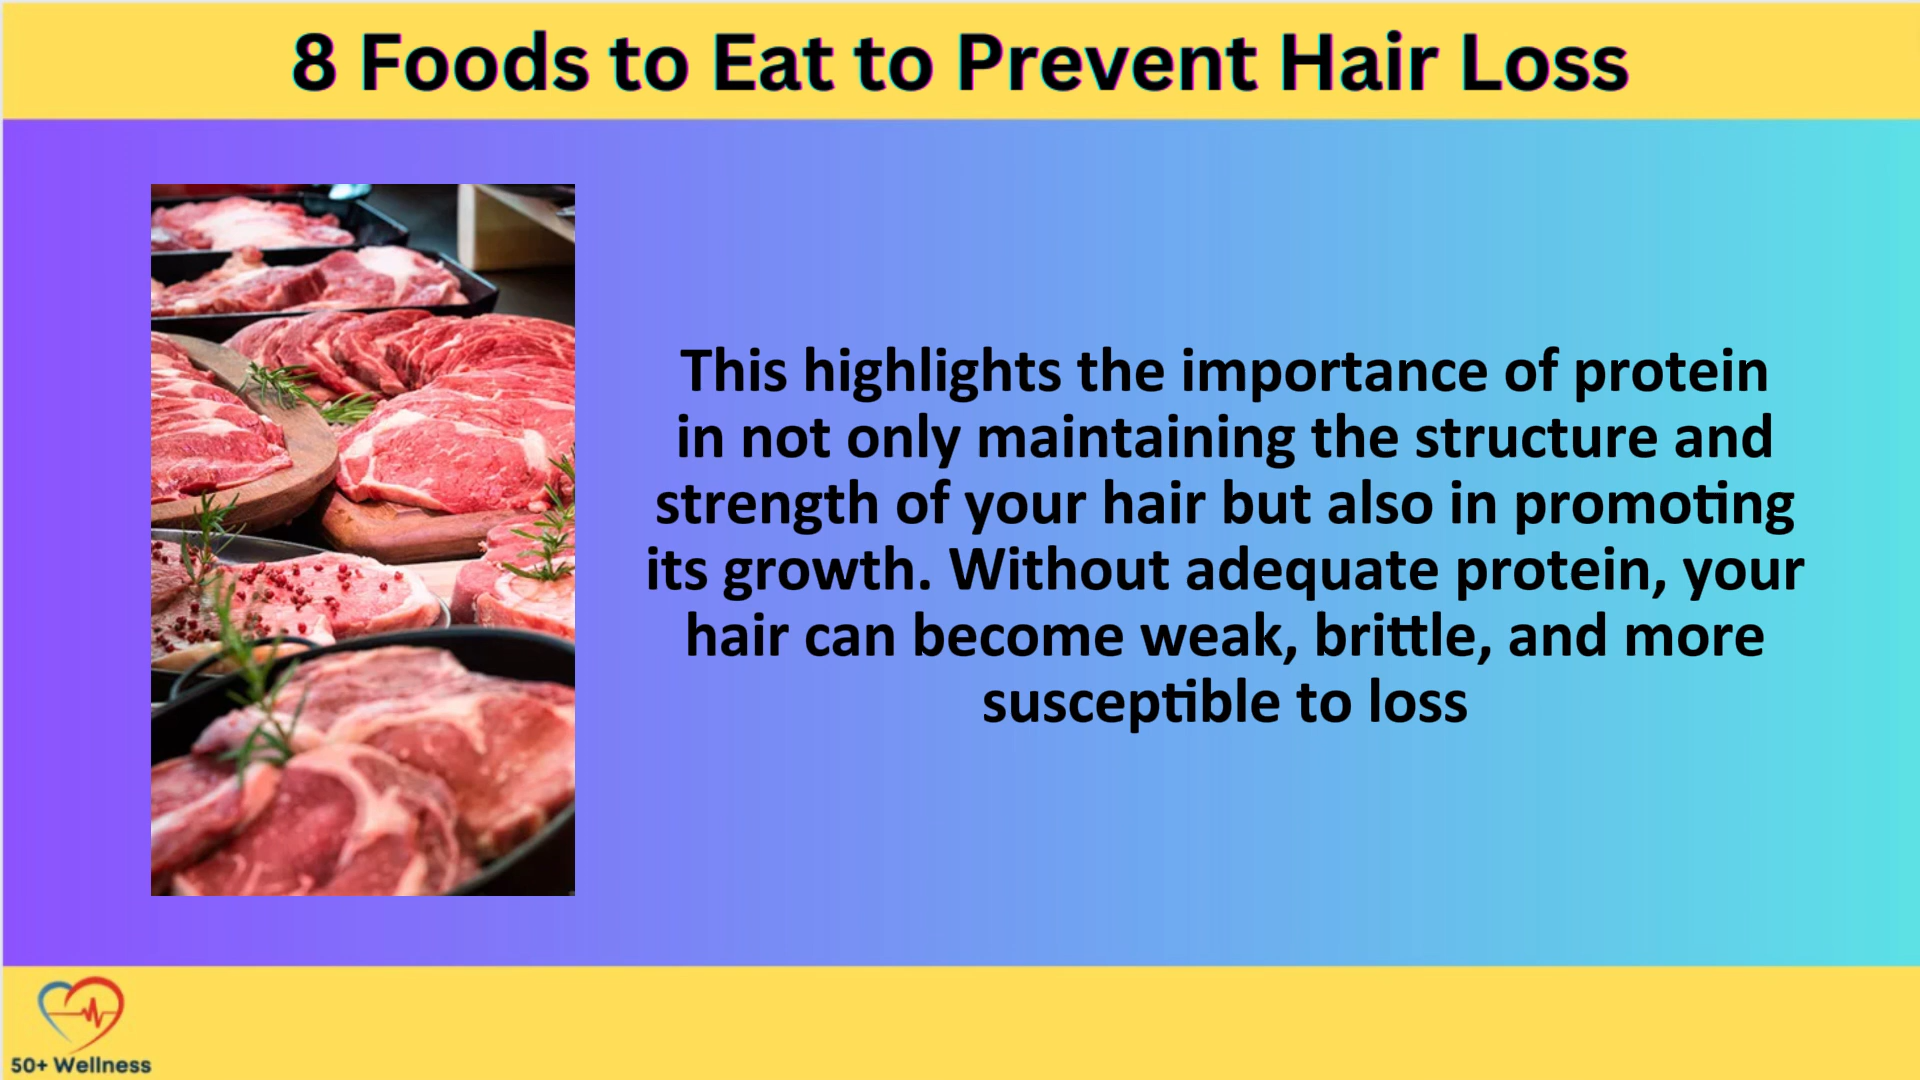 8 Foods to Eat to Prevent Hair Loss
This highlights the importance of protein
in not only maintaining the structure and
strength of your hair but also in promoting
its growth. Without adequate protein, your
hair can become weak, brittle, and more
susceptible to loss
50+ Wellness